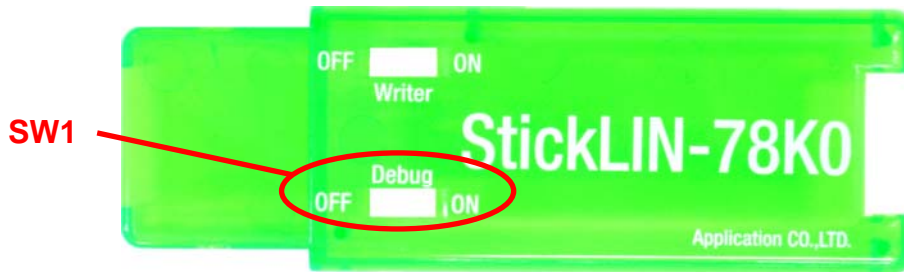 OFF ON
Writer
SW1
StickLIN-78K0
Debug
OFF ON
Application CO.,LTD.